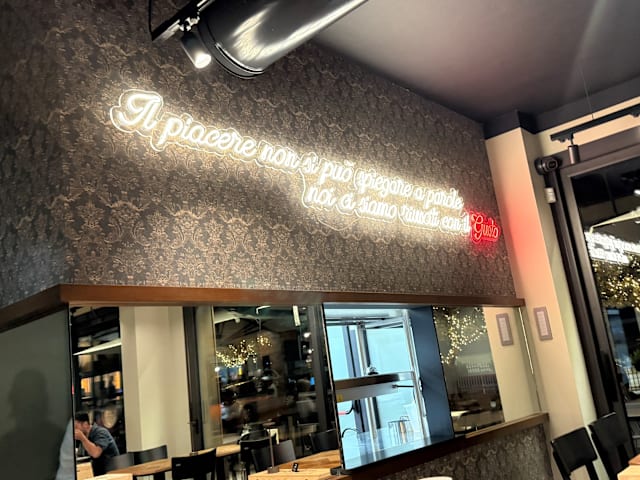 Il piacere non si può spiegare a parole,
noi ci siamo riusciti con il Gusto